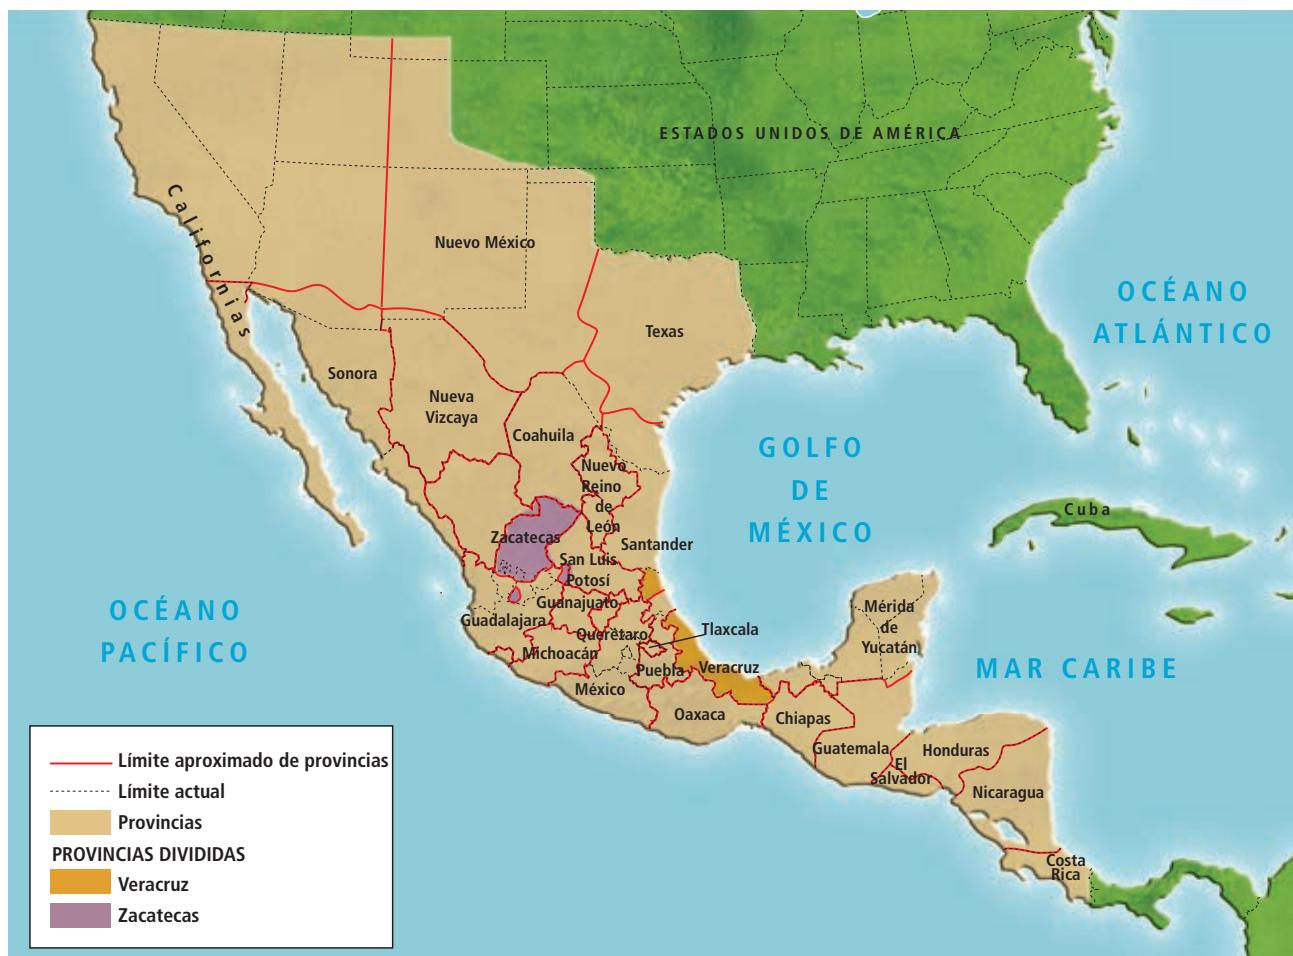 ESTADOS UNIDOS DE AMÉRICA
Californias
Nuevo México
Texas
OCÉANO
ATLÁNTICO
Sonora
Nueva
Vizcaya
Coahuila
Nuevo
Reino
de
León
GOLFO
DE
MÉXICO
Cuba
Zacatecas
Santander
San Luis
Potosí
Guanajuato
Guadalajara
Querétaro
Tlaxcala
Michoacán
Puebla
Veracruz
México
Oaxaca
Mérida
de
Yucatán
MAR CARIBE
OCÉANO
PACÍFICO
Chiapas
Guatemala
El
Salvador
Honduras
Nicaragua
Costa
Rica
Límite aproximado de provincias
Límite actual
Provincias
PROVINCIAS DIVIDIDAS
Veracruz
Zacatecas